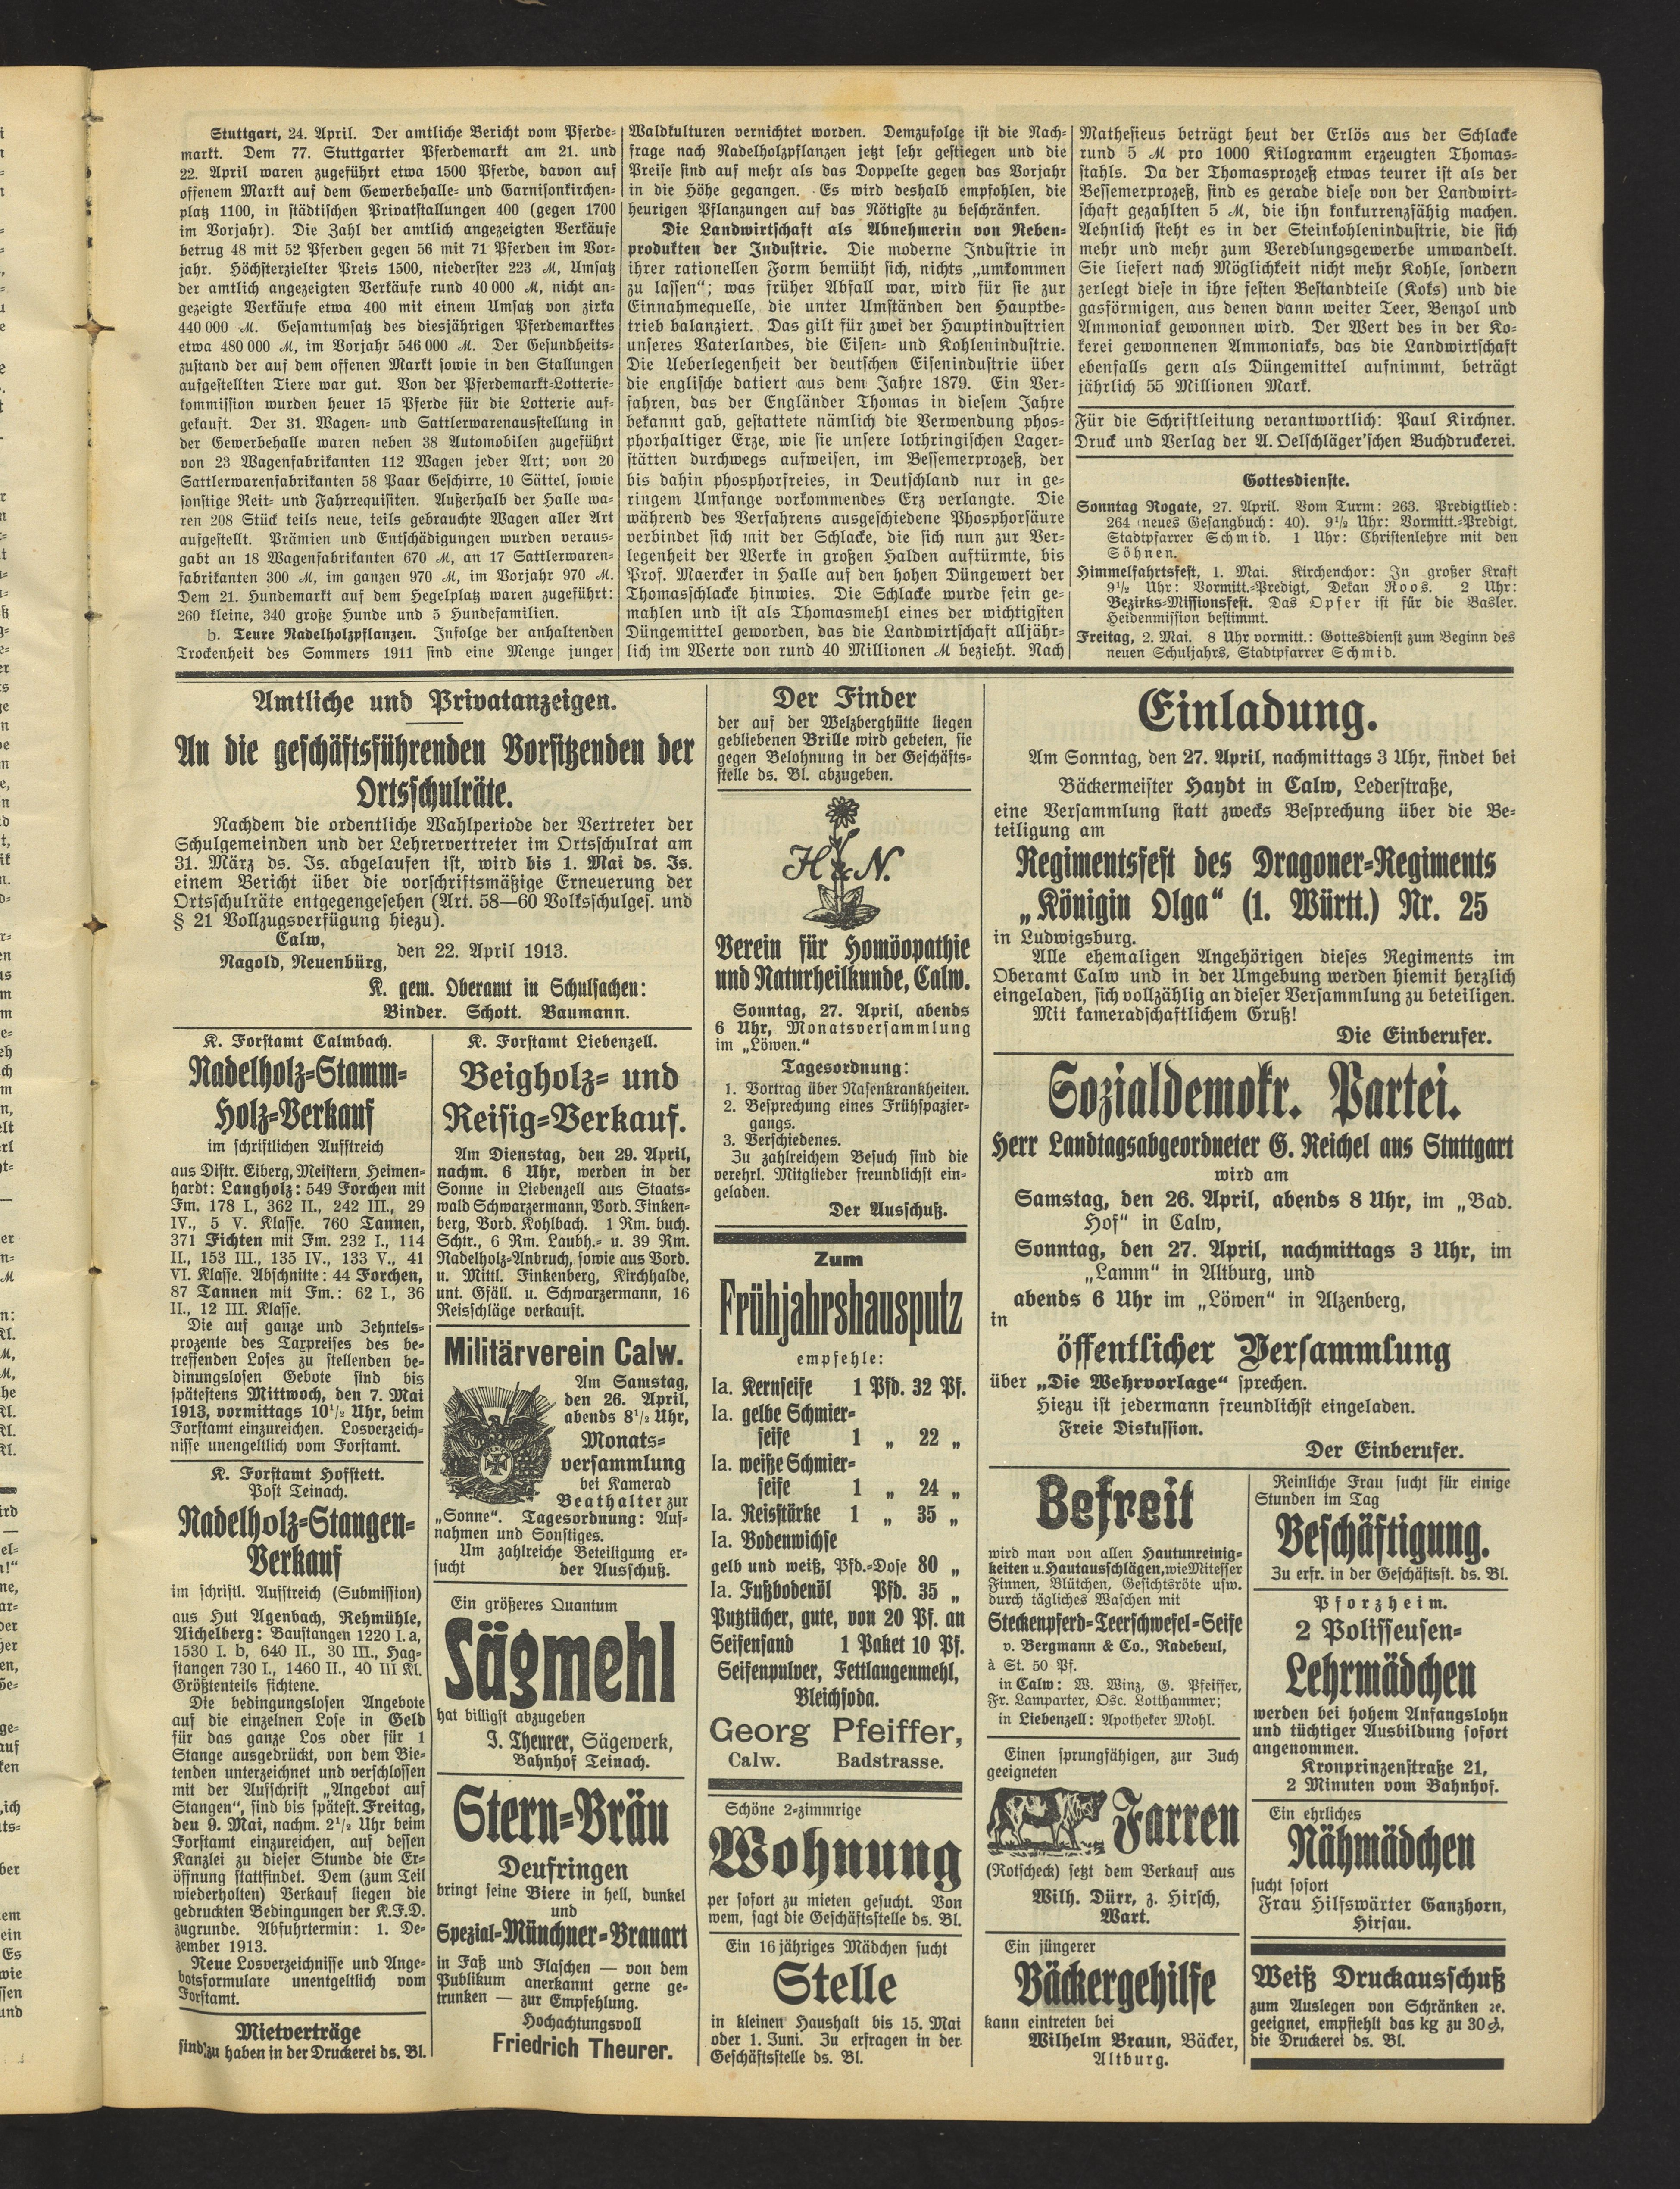 Stuttgart, 24. April. Der amtliche Bericht vom Pferde-
markt. Dem 77. Stuttgarter Pferdemarkt am 21. und
22. April waren zugeführt etwa 1500 Pferde, davon auf
offenem Markt auf dem Gewerbehalle- und Garnisonkirchen-
platz 1100, in städtischen Privatstallungen 400 (gegen 1700
im Vorjahr). Die Zahl der amtlich angezeigten Verkäufe
betrug 48 mit 52 Pferden gegen 56 mit 71 Pferden im Vor-
jahr. Höchsterzielter Preis 1500, niederster 223 M, Umsatz
der amtlich angezeigten Verkäufe rund 40 000 M, nicht an-
gezeigte Verkäufe etwa 400 mit einem Umsatz von zirka
440 000 M. Gesamtumsatz des diesjährigen Pferdemarktes
etwa 480 000 M, im Vorjahr 546 000 M. Der Gesundheits-
zustand der auf dem offenen Markt sowie in den Stallungen
aufgestellten Tiere war gut. Von der Pferdemarkt-Lotterie-
kommission wurden heuer 15 Pferde für die Lotterie auf-
gekauft. Der 31. Wagen- und Sattlerwarenausstellung in
der Gewerbehalle waren neben 38 Automobilen zugeführt
von 23 Wagenfabrikanten 112 Wagen jeder Art; von 20
Sattlerwarenfabrikanten 58 Paar Geschirre, 10 Sättel, sowie
sonstige Reit- und Fahrrequisiten. Außerhalb der Halle wa-
ren 208 Stück teils neue, teils gebrauchte Wagen aller Art
aufgestellt. Prämien und Entschädigungen wurden veraus-
gabt an 18 Wagenfabrikanten 670 M, an 17 Sattlerwaren-
fabrikanten 300 M, im ganzen 970 M, im Vorjahr 970 M.
Dem 21. Hundemarkt auf dem Hegelplatz waren zugeführt:
260 kleine, 340 große Hunde und 5 Hundefamilien.
b. Teure Nadelholzpflanzen. Infolge der anhaltenden
Trockenheit des Sommers 1911 sind eine Menge junger
Waldkulturen vernichtet worden. Demzufolge ist die Nach-
frage nach Nadelholzpflanzen jetzt sehr gestiegen und die
Preise sind auf mehr als das Doppelte gegen das Vorjahr
in die Höhe gegangen. Es wird deshalb empfohlen, die
heurigen Pflanzungen auf das Nötigste zu beschränken.
Die Landwirtschaft als Abnehmerin von Neben-
produkten der Industrie. Die moderne Industrie in
ihrer rationellen Form bemüht sich, nichts „umkommen
zu lassen“; was früher Abfall war, wird für sie zur
Einnahmequelle, die unter Umständen den Hauptbe-
trieb balanziert. Das gilt für zwei der Hauptindustrien
unseres Vaterlandes, die Eisen- und Kohlenindustrie.
Die Ueberlegenheit der deutschen Eisenindustrie über
die englische datiert aus dem Jahre 1879. Ein Ver-
fahren, das der Engländer Thomas in diesem Jahre
bekannt gab, gestattete nämlich die Verwendung phos-
phorhaltiger Erze, wie sie unsere lothringischen Lager-
stätten durchwegs aufweisen, im Bessemerprozeß, der
bis dahin phosphorfreies, in Deutschland nur in ge-
ringem Umfange vorkommendes Erz verlangte. Die
während des Verfahrens ausgeschiedene Phosphorsäure
verbindet sich mit der Schlacke, die sich nun zur Ver-
legenheit der Werke in großen Halden auftürmte, bis
Prof. Maercker in Halle auf den hohen Düngewert der
Thomasschlacke hinwies. Die Schlacke wurde fein ge-
mahlen und ist als Thomasmehl eines der wichtigsten
Düngemittel geworden, das die Landwirtschaft alljähr-
lich im Werte von rund 40 Millionen M bezieht. Nach
Mathesieus beträgt heut der Erlös aus der Schlacke
rund 5 M pro 1000 Kilogramm erzeugten Thomas-
stahls. Da der Thomasprozeß etwas teurer ist als der
Bessemerprozeß, sind es gerade diese von der Landwirt-
schaft gezahlten 5 M, die ihn konkurrenzfähig machen.
Aehnlich steht es in der Steinkohlenindustrie, die sich
mehr und mehr zum Veredlungsgewerbe umwandelt.
Sie liefert nach Möglichkeit nicht mehr Kohle, sondern
zerlegt diese in ihre festen Bestandteile (Koks) und die
gasförmigen, aus denen dann weiter Teer, Benzol und
Ammoniak gewonnen wird. Der Wert des in der Ko-
kerei gewonnenen Ammoniaks, das die Landwirtschaft
ebenfalls gern als Düngemittel aufnimmt, beträgt
jährlich 55 Millionen Mark.
Für die Schriftleitung verantwortlich: Paul Kirchner.
Druck und Verlag der A. Oelschläger'schen Buchdruckerei.
Gottesdienste.
Sonntag Rogate, 27. April. Vom Turm: 263. Predigtlied:
264 (neues Gesangbuch: 40). 9½ Uhr: Vormitt.-Predigt,
Stadtpfarrer Schmid. 1 Uhr: Christenlehre mit den
Söhnen.
Himmelfahrtsfest, 1. Mai. Kirchenchor: In großer Kraft
9½ Uhr: Vormitt.-Predigt, Dekan Roos. 2 Uhr:
Bezirks-Missionsfest. Das Opfer ist für die Basler.
Heidenmission bestimmt.
Freitag, 2. Mai. 8 Uhr vormitt.: Gottesdienst zum Beginn des
neuen Schuljahrs, Stadtpfarrer Schmid.
Amtliche und Privatanzeigen.
An die geschäftsführenden Vorsitzenden der
Ortsschulräte.
Nachdem die ordentliche Wahlperiode der Vertreter der
Schulgemeinden und der Lehrervertreter im Ortsschulrat am
31. März ds. Js. abgelaufen ist, wird bis 1. Mai ds. Js.
einem Bericht über die vorschriftsmäßige Erneuerung der
Ortsschulräte entgegengesehen (Art. 58—60 Volksschulges. und
§ 21 Vollzugsverfügung hiezu).
Calw,
Nagold, Neuenbürg, den 22. April 1913.
K. gem. Oberamt in Schulsachen:
Binder. Schott. Baumann.
K. Forstamt Calmbach.
Nadelholz-Stamm-
Holz-Verkauf
im schriftlichen Aufstreich
aus Distr. Eiberg, Meistern, Heimen-
hardt: Langholz: 549 Forchen mit
Fm. 178 I., 362 II., 242 III., 29
IV., 5 V. Klasse. 760 Tannen,
371 Fichten mit Fm. 232 I., 114
II., 153 III., 135 IV., 133 V., 41
VI. Klasse. Abschnitte: 44 Forchen,
87 Tannen mit Fm.: 62 I., 36
II., 12 III. Klasse.
Die auf ganze und Zehntels-
prozente des Taxpreises des be-
treffenden Loses zu stellenden be-
dinungslosen Gebote sind bis
spätestens Mittwoch, den 7. Mai
1913, vormittags 10½ Uhr, beim
Forstamt einzureichen. Losverzeich-
nisse unengeltlich vom Forstamt.
K. Forstamt Hofstett.
Post Teinach.
Nadelholz-Stangen-
Verkauf
im schriftl. Aufstreich (Submission)
aus Hut Agenbach, Rehmühle,
Aichelberg: Baustangen 1220 I. a,
1530 I. b, 640 II., 30 III., Hag-
stangen 730 I., 1460 II., 40 III Kl.
Größtenteils fichtene.
Die bedingungslosen Angebote
auf die einzelnen Lose in Geld
für das ganze Los oder für 1
Stange ausgedrückt, von dem Bie-
tenden unterzeichnet und verschlossen
mit der Aufschrift „Angebot auf
Stangen“, sind bis spätest. Freitag,
den 9. Mai, nachm. 2½ Uhr beim
Forstamt einzureichen, auf dessen
Kanzlei zu dieser Stunde die Er-
öffnung stattfindet. Dem (zum Teil
wiederholten) Verkauf liegen die
gedruckten Bedingungen der K.F.D.
zugrunde. Abfuhrtermin: 1. De-
zember 1913.
Neue Losverzeichnisse und Ange-
botsformulare unentgeltlich vom
Forstamt.
Mietverträge
sind zu haben in der Druckerei ds. Bl.
K. Forstamt Liebenzell.
Beigholz- und
Reisig-Verkauf.
Am Dienstag, den 29. April,
nachm. 6 Uhr, werden in der
Sonne in Liebenzell aus Staats-
wald Schwarzermann, Vord. Finken-
berg, Vord. Kohlbach. 1 Rm. buch.
Schtr., 6 Rm. Laubh.- u. 39 Rm.
Nadelholz-Anbruch, sowie aus Vord.
u. Mittl. Finkenberg, Kirchhalde,
unt. Gfäll. u. Schwarzermann, 16
Reisschläge verkauft.
Militärverein Calw.
Am Samstag,
den 26. April,
abends 8½ Uhr,
Monats-
versammlung
bei Kamerad
Beathalter zur
„Sonne“. Tagesordnung: Auf-
nahmen und Sonstiges.
Um zahlreiche Beteiligung er-
sucht der Ausschuß.
Ein größeres Quantum
Sägmehl
hat billigst abzugeben
J. Theurer, Sägewerk,
Bahnhof Teinach.
Stern-Bräu
Deufringen
bringt seine Biere in hell, dunkel
und
Spezial-Münchner-Brauart
in Faß und Flaschen — von dem
Publikum anerkannt gerne ge-
trunken — zur Empfehlung.
Hochachtungsvoll
Friedrich Theurer.
Der Finder
der auf der Welzberghütte liegen
gebliebenen Brille wird gebeten, sie
gegen Belohnung in der Geschäfts-
stelle ds. Bl. abzugeben.
H & N.
Verein für Homöopathie
und Naturheilkunde, Calw.
Sonntag, 27. April, abends
6 Uhr, Monatsversammlung
im „Löwen.“
Tagesordnung:
1. Vortrag über Nasenkrankheiten.
2. Besprechung eines Frühspazier-
gangs.
3. Verschiedenes.
Zu zahlreichem Besuch sind die
verehrl. Mitglieder freundlichst ein-
geladen.
Der Ausschuß.
Zum
Frühjahrshausputz
empfehle:
Ia. Kernseife 1 Pfd. 32 Pf.
Ia. gelbe Schmier-
seife 1 „ 22 „
Ia. weiße Schmier-
seife 1 „ 24 „
Ia. Reisstärke 1 „ 35 „
Ia. Bodenwichse
gelb und weiß, Pfd.-Dose 80 „
Ia. Fußbodenöl Pfd. 35 „
Putztücher, gute, von 20 Pf. an
Seifensand 1 Paket 10 Pf.
Seifenpulver, Fettlaugenmehl,
Bleichsoda.
Georg Pfeiffer,
Calw. Badstrasse.
Schöne 2-zimmrige
Wohnung
per sofort zu mieten gesucht. Von
wem, sagt die Geschäftsstelle ds. Bl.
Ein 16 jähriges Mädchen sucht
Stelle
in kleinen Haushalt bis 15. Mai
oder 1. Juni. Zu erfragen in der
Geschäftsstelle ds. Bl.
Einladung.
Am Sonntag, den 27. April, nachmittags 3 Uhr, findet bei
Bäckermeister Haydt in Calw, Lederstraße,
eine Versammlung statt zwecks Besprechung über die Be-
teiligung am
Regimentsfest des Dragoner-Regiments
„Königin Olga“ (1. Württ.) Nr. 25
in Ludwigsburg.
Alle ehemaligen Angehörigen dieses Regiments im
Oberamt Calw und in der Umgebung werden hiemit herzlich
eingeladen, sich vollzählig an dieser Versammlung zu beteiligen.
Mit kameradschaftlichem Gruß!
Die Einberufer.
Sozialdemokr. Partei.
Herr Landtagsabgeordneter G. Reichel aus Stuttgart
wird am
Samstag, den 26. April, abends 8 Uhr, im „Bad.
Hof“ in Calw,
Sonntag, den 27. April, nachmittags 3 Uhr, im
„Lamm“ in Altburg, und
abends 6 Uhr im „Löwen“ in Alzenberg,
in
öffentlicher Versammlung
über „Die Wehrvorlage“ sprechen.
Hiezu ist jedermann freundlichst eingeladen.
Freie Diskussion.
Der Einberufer.
Befreit
wird man von allen Hautunreinig-
keiten u. Hautausschlägen, wie Mitesser
Finnen, Blütchen, Gesichtsröte usw.
durch tägliches Waschen mit
Steckenpferd-Teerschwefel-Seife
v. Bergmann & Co., Radebeul,
à St. 50 Pf.
in Calw: W. Winz, G. Pfeiffer,
Fr. Lamparter, Osc. Lotthammer;
in Liebenzell: Apotheker Mohl.
Einen sprungfähigen, zur Zuch
geeigneten
Farren
(Rotscheck) setzt dem Verkauf aus
Wilh. Dürr, z. Hirsch,
Wart.
Ein jüngerer
Bäckergehilfe
kann eintreten bei
Wilhelm Braun, Bäcker,
Altburg.
Reinliche Frau sucht für einige
Stunden im Tag
Beschäftigung.
Zu erfr. in der Geschäftsst. ds. Bl.
Pforzheim.
2 Polisseusen-
Lehrmädchen
werden bei hohem Anfangslohn
und tüchtiger Ausbildung sofort
angenommen.
Kronprinzenstraße 21,
2 Minuten vom Bahnhof.
Ein ehrliches
Nähmädchen
sucht sofort
Frau Hilfswärter Ganzhorn,
Hirsau.
Weiß Druckausschuß
zum Auslegen von Schränken ꝛc.
geeignet, empfiehlt das kg zu 30 ₰,
die Druckerei ds. Bl.